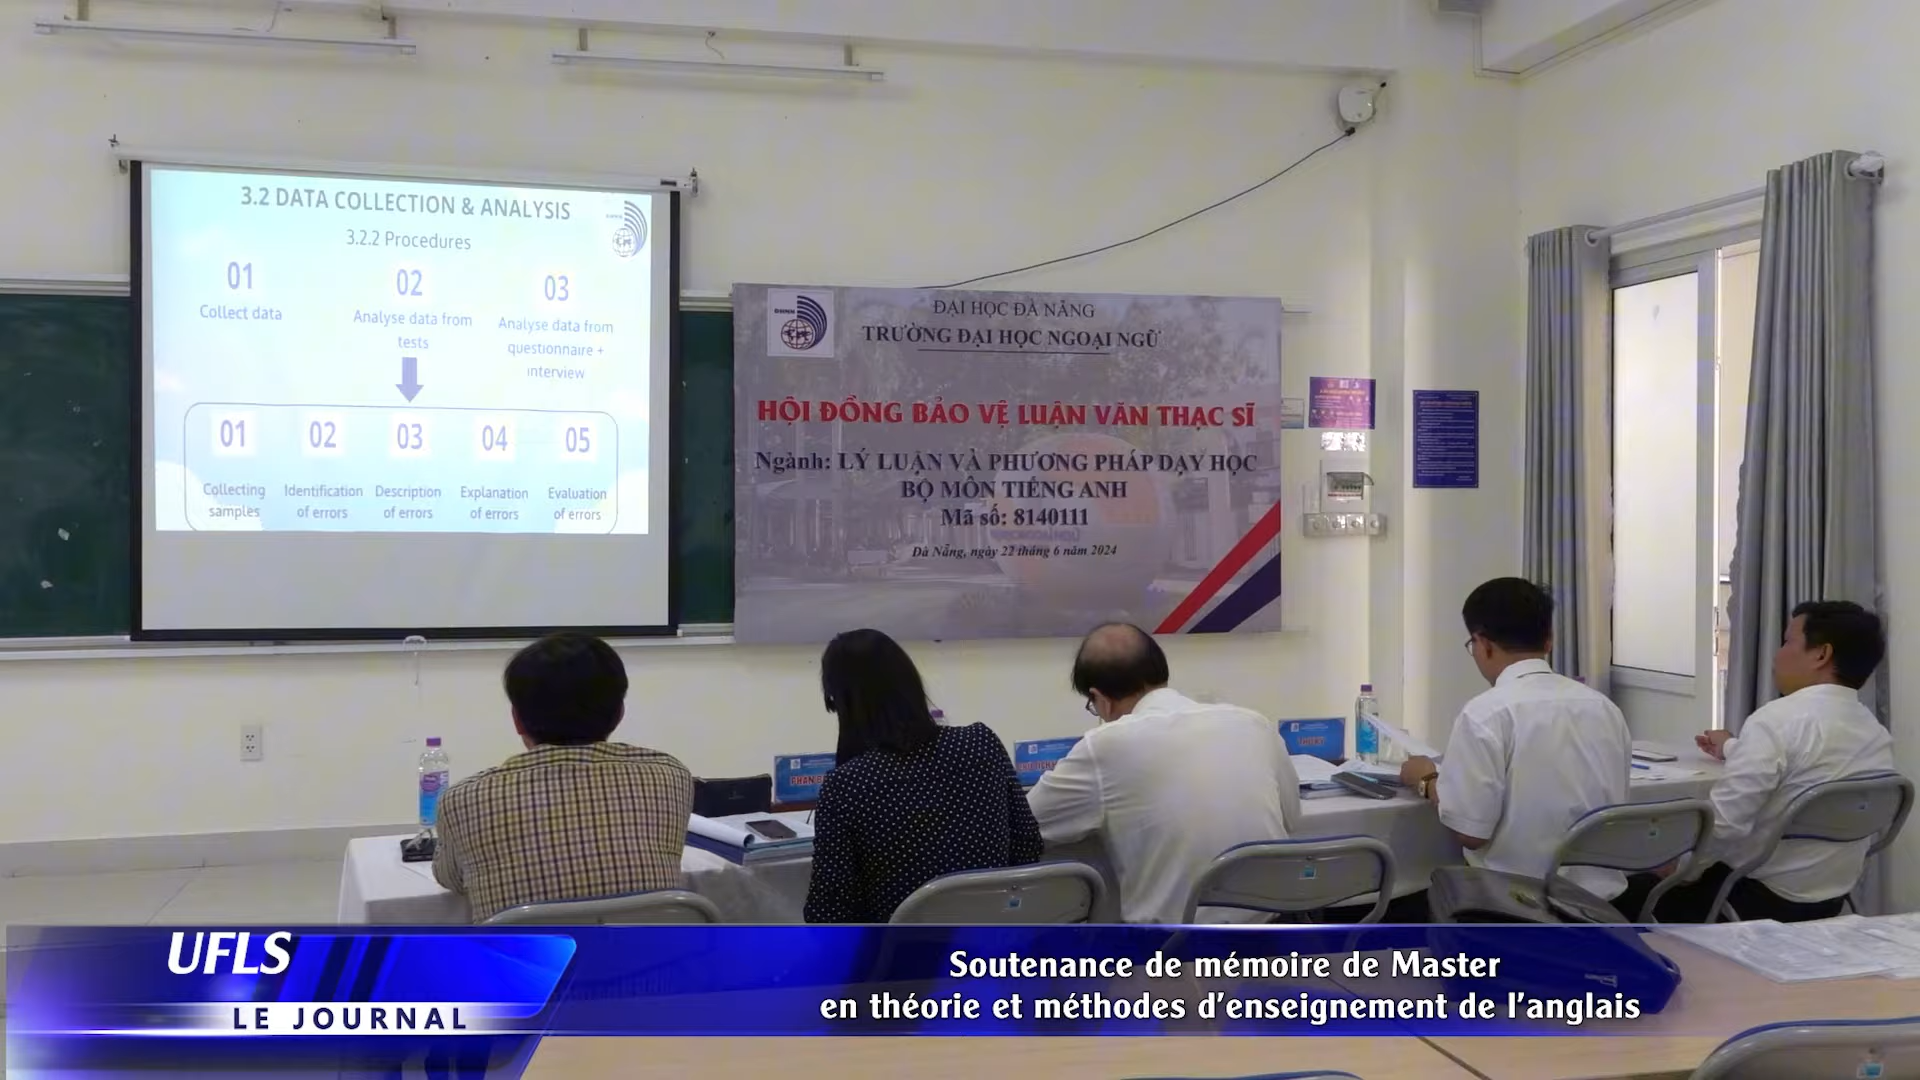 3.2 DATA COLLECTION & ANALYSIS
3.2.2 Procedures
01
Collect data
02
Analyse data from
tests
03
Analyse data from
questionnaire +
interview
01
Collecting
samples
02
Identification
of errors
03
Description
of errors
04
Explanation
of errors
05
Evaluation
of errors
ĐẠI HỌC ĐÀ NẴNG
TRƯỜNG ĐẠI HỌC NGOẠI NGỮ
HỘI ĐỒNG BẢO VỆ LUẬN VĂN THẠC SĨ
Ngành: LÝ LUẬN VÀ PHƯƠNG PHÁP DẠY HỌC
BỘ MÔN TIẾNG ANH
Mã số: 8140111
Đà Nẵng, ngày 22 tháng 6 năm 2024
UFLS
LE JOURNAL
Soutenance de mémoire de Master
en théorie et méthodes d’enseignement de l’anglais